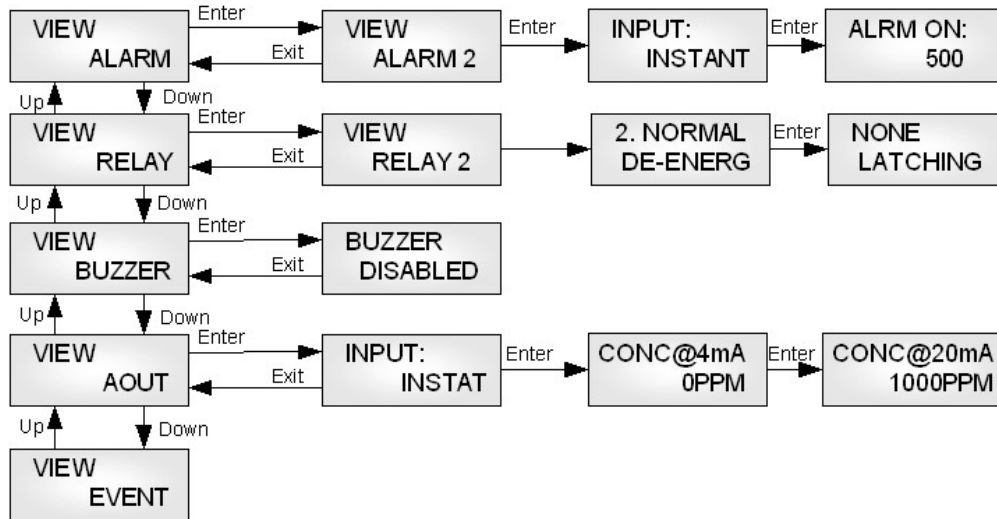 VIEW
ALARM
Enter
Exit
VIEW
ALARM 2
Enter
INPUT:
INSTANT
Enter
ALRM ON:
500
Up
Down
VIEW
RELAY
Enter
Exit
VIEW
RELAY 2
2. NORMAL
DE-ENERG
Enter
NONE
LATCHING
Up
Down
VIEW
BUZZER
Enter
Exit
BUZZER
DISABLED
Up
Down
VIEW
AOUT
Enter
Exit
INPUT:
INSTAT
Enter
CONC@4mA
0PPM
Enter
CONC@20mA
1000PPM
Up
Down
VIEW
EVENT